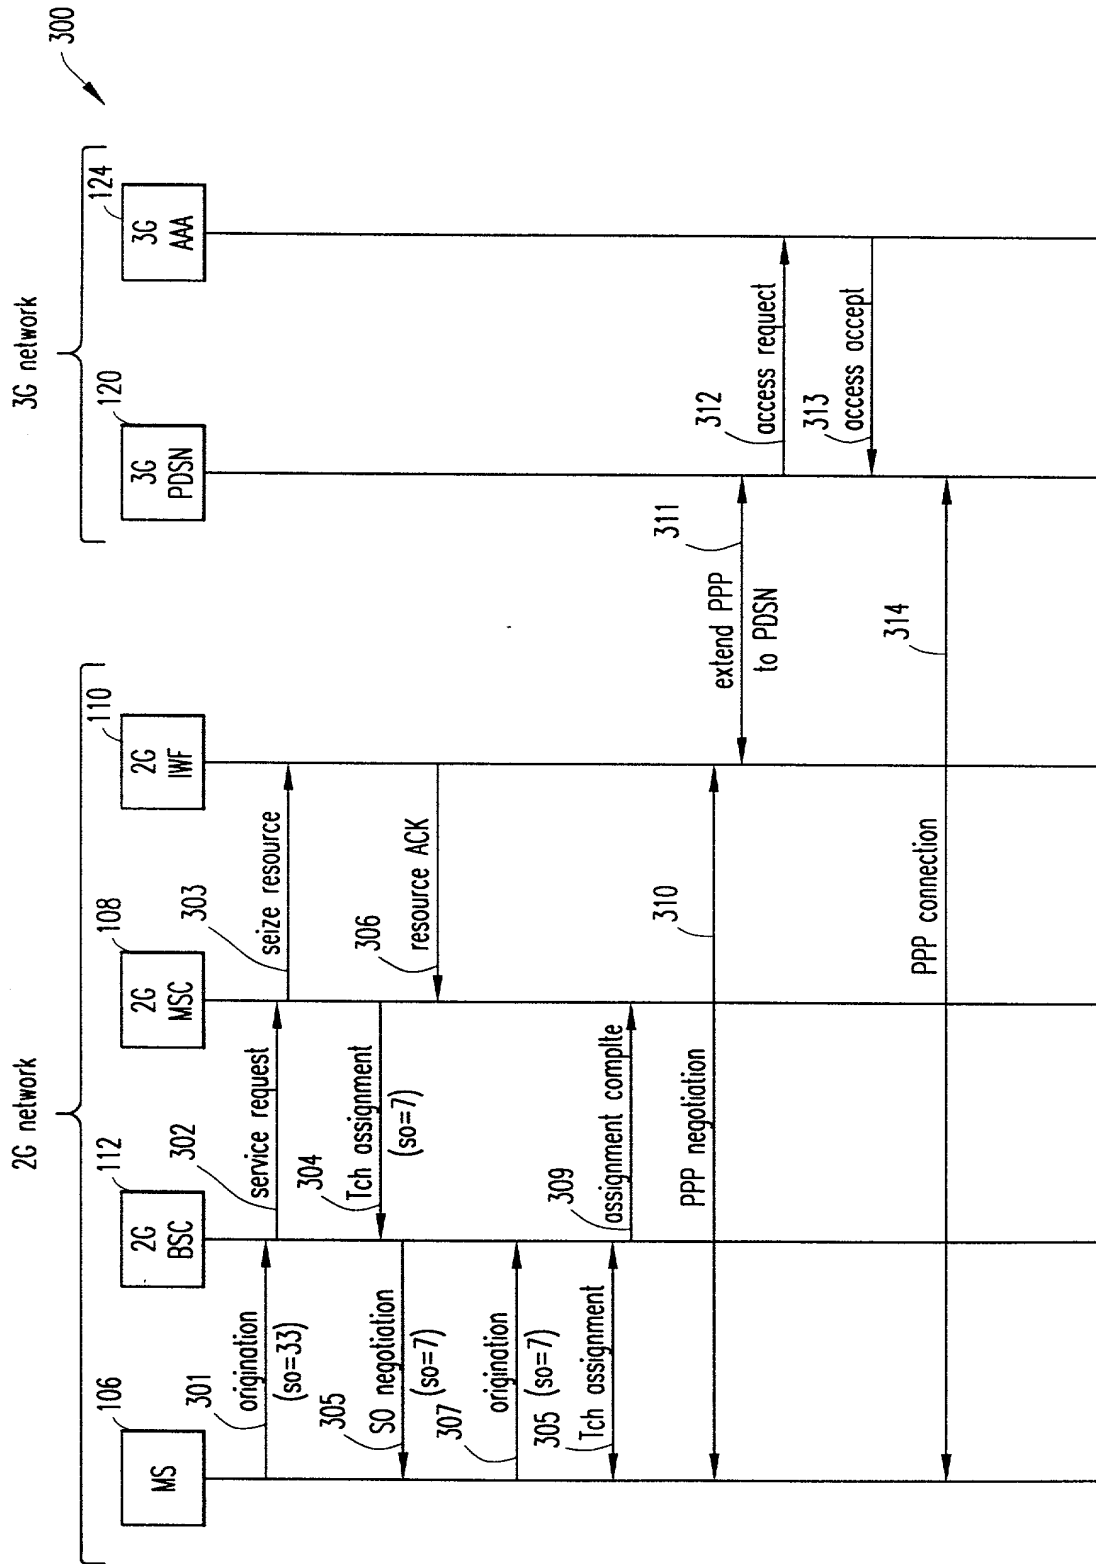 300
2G network
3G network
106
112
108
110
120
124
MS
2G
BSC
2G
MSC
2G
IWF
3G
PDSN
3G
AAA
301
origination
(so=33)
302
service request
303
seize resource
304
Tch assignment
(so=7)
305
SO negotiation
(so=7)
306
resource ACK
307
origination
(so=7)
305
Tch assignment
309
assignment complte
310
PPP negotiation
311
extend PPP
to PDSN
312
access requect
313
access accept
314
PPP connection